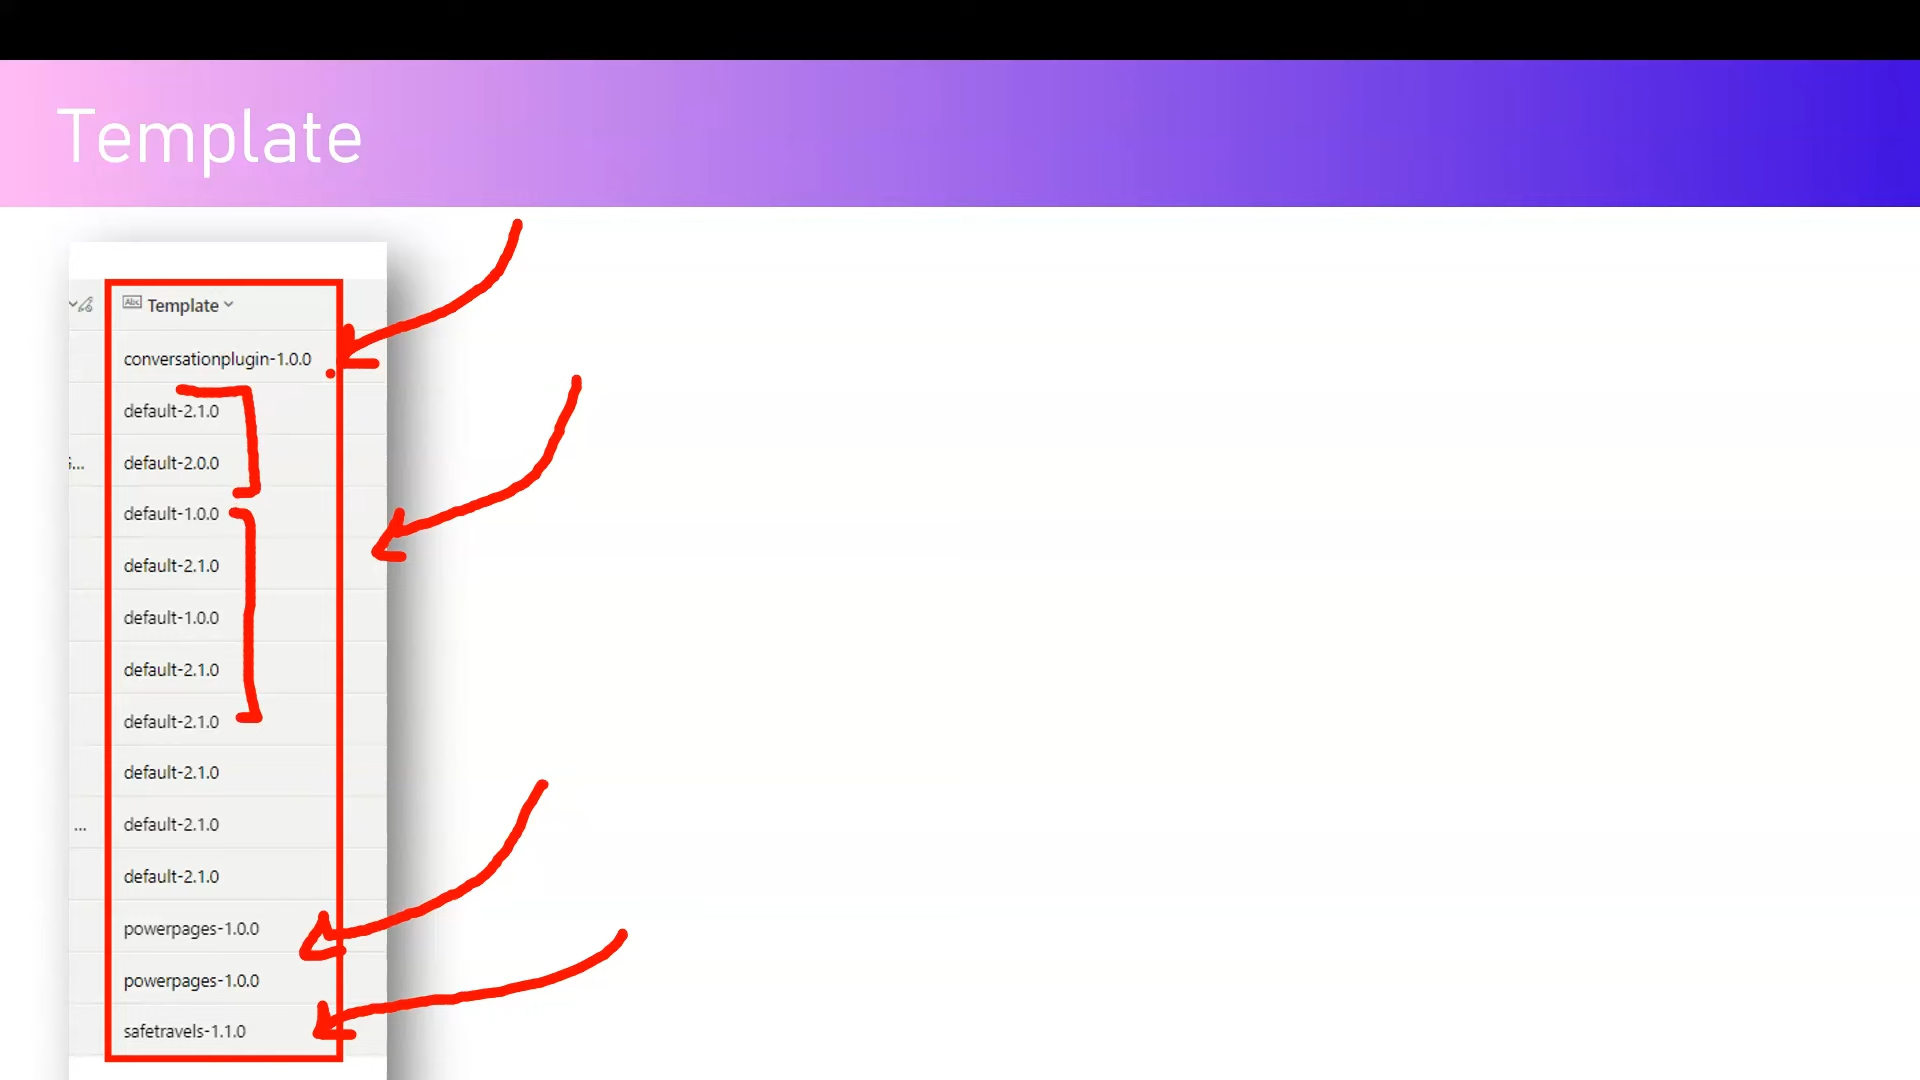 Template
Abc Template
conversationplugin-1.0.0
default-2.1.0
default-2.0.0
default-1.0.0
default-2.1.0
default-1.0.0
default-2.1.0
default-2.1.0
default-2.1.0
default-2.1.0
default-2.1.0
powerpages-1.0.0
powerpages-1.0.0
safetravels-1.1.0